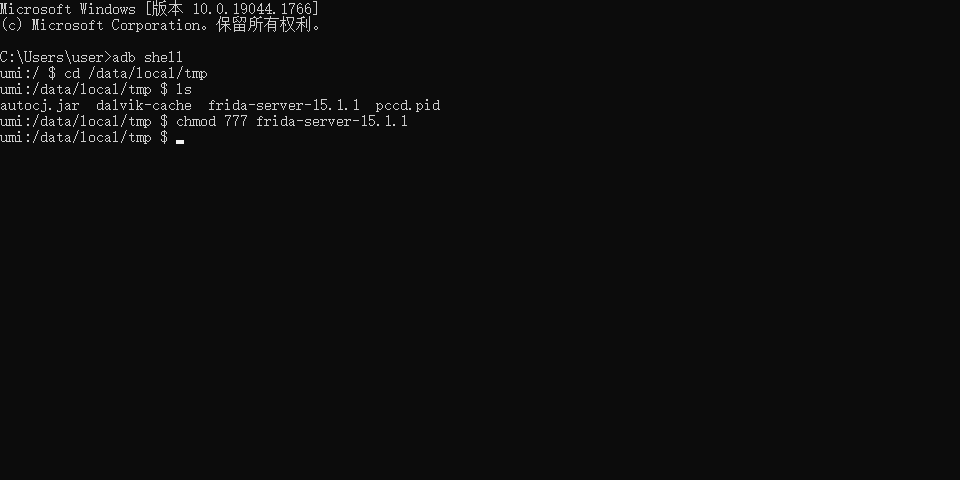 Microsoft Windows [版本 10.0.19044.1766]
(c) Microsoft Corporation。保留所有权利。
C:\Users\user>adb shell
umi:/ $ cd /data/local/tmp
umi:/data/local/tmp $ ls
autocj.jar  dalvik-cache  frida-server-15.1.1  pccd.pid
umi:/data/local/tmp $ chmod 777 frida-server-15.1.1
umi:/data/local/tmp $